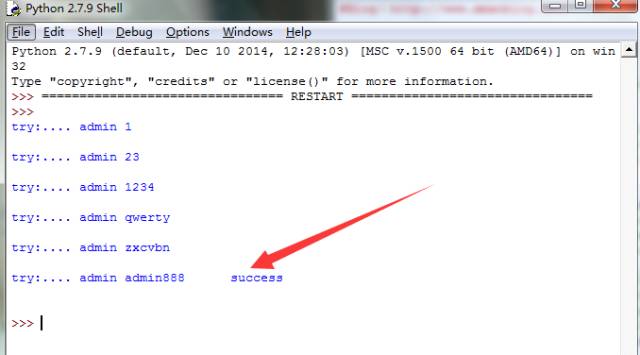 Python 2.7.9 Shell
File Edit Shell Debug Options Windows Help
Python 2.7.9 (default, Dec 10 2014, 12:28:03) [MSC v.1500 64 bit (AMD64)] on win
32
Type "copyright", "credits" or "license()" for more information.
>>> ================================ RESTART ================================
>>>
try:.... admin 1
try:.... admin 23
try:.... admin 1234
try:.... admin qwerty
try:.... admin zxcvbn
try:.... admin admin888 success
>>>